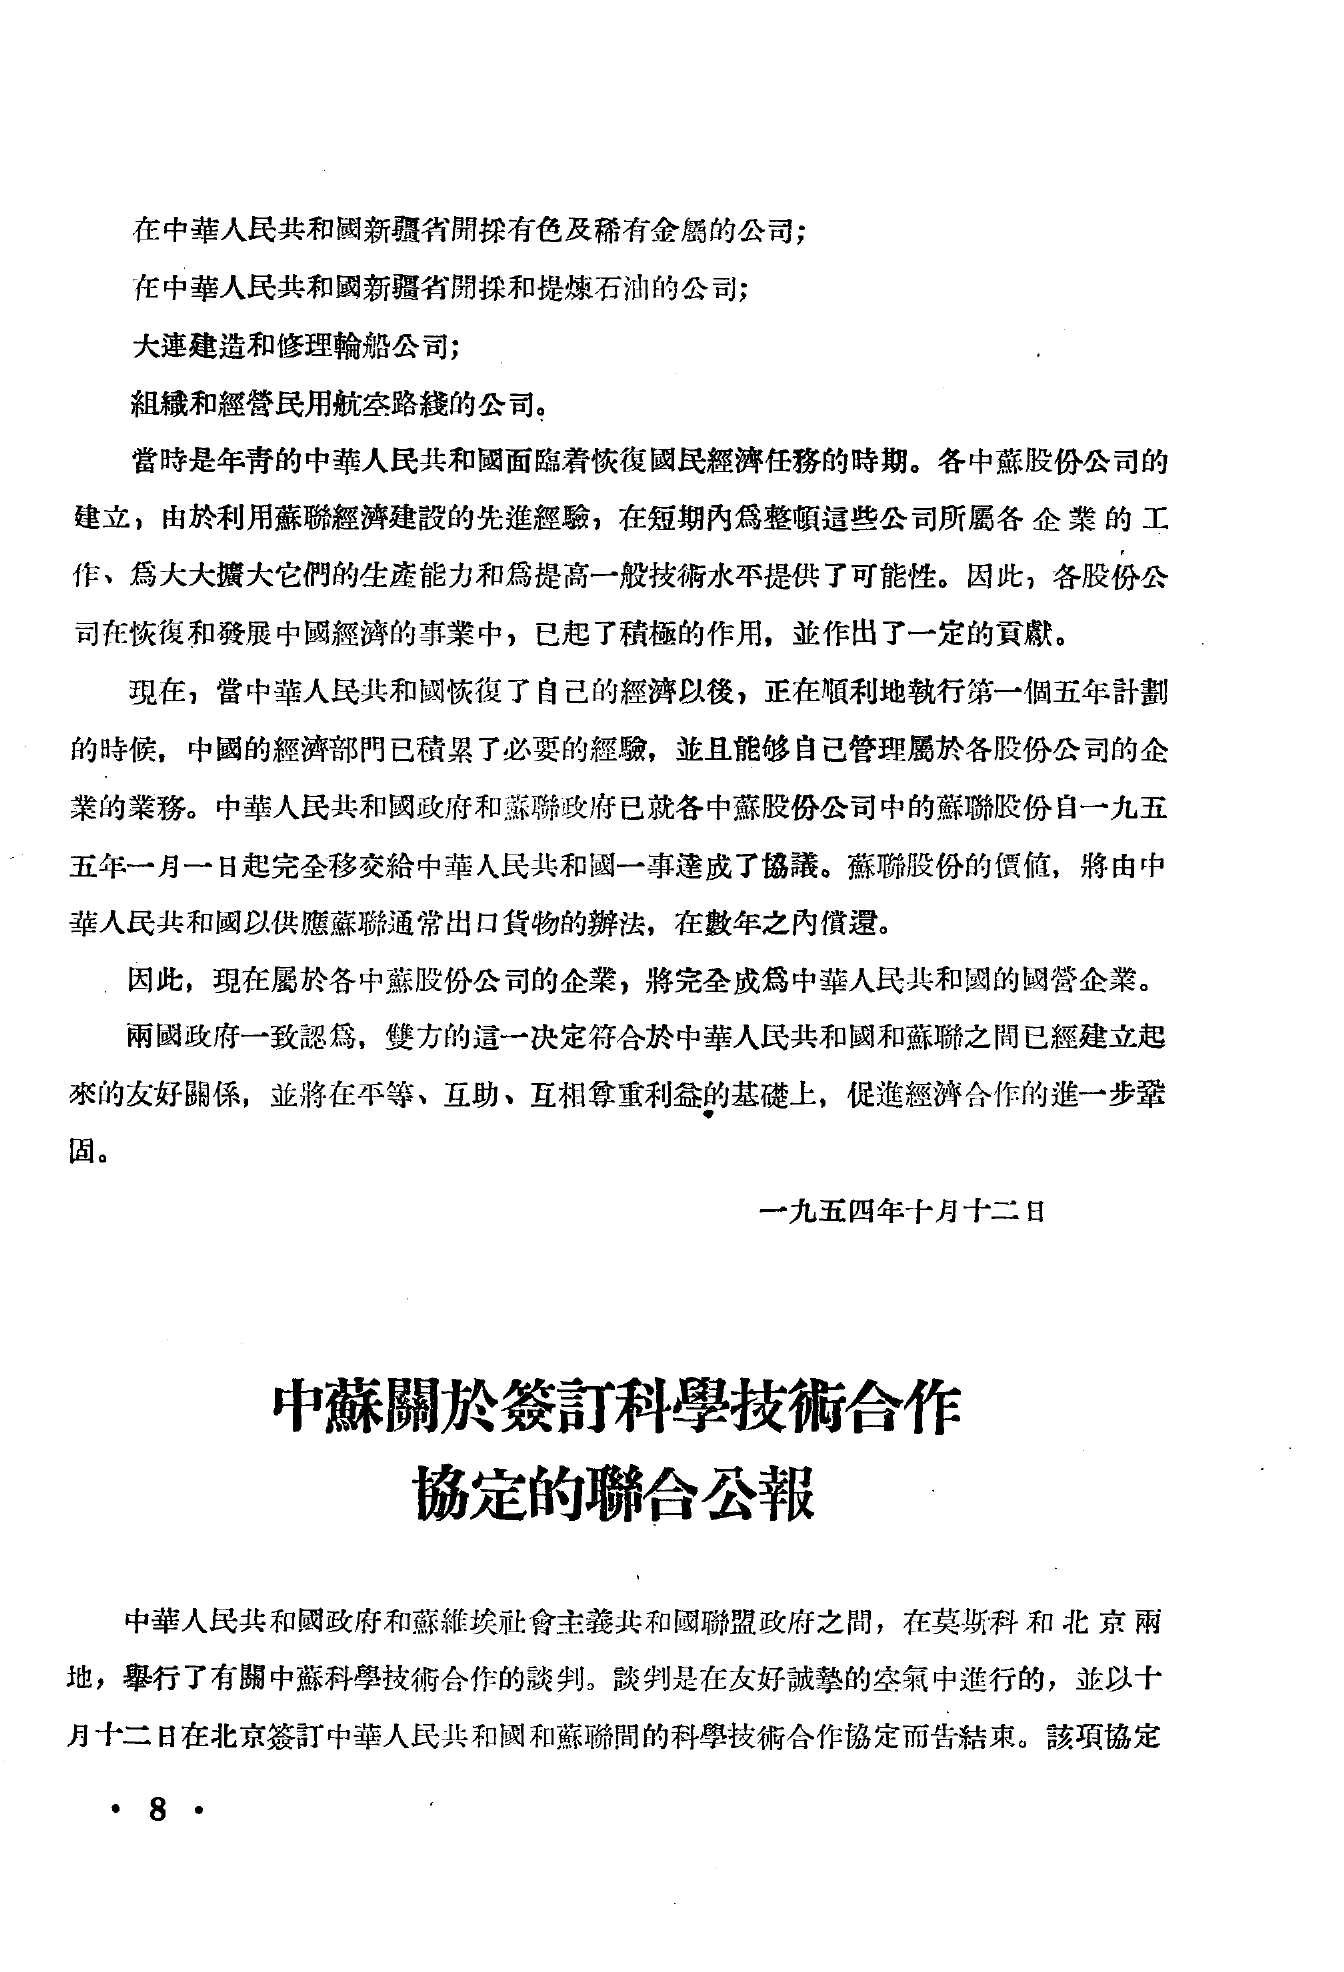 在中華人民共和國新疆省開採有色及稀有金屬的公司；
在中華人民共和國新疆省開採和提煉石油的公司；
大連建造和修理輪船公司；
組織和經營民用航空路綫的公司。
當時是年青的中華人民共和國面臨着恢復國民經濟任務的時期。各中蘇股份公司的
建立，由於利用蘇聯經濟建設的先進經驗，在短期內爲整頓這些公司所屬各企業的工
作、爲大大擴大它們的生產能力和爲提高一般技術水平提供了可能性。因此，各股份公
司在恢復和發展中國經濟的事業中，已起了積極的作用，並作出了一定的貢獻。
現在，當中華人民共和國恢復了自己的經濟以後，正在順利地執行第一個五年計劃
的時候，中國的經濟部門已積累了必要的經驗，並且能够自己管理屬於各股份公司的企
業的業務。中華人民共和國政府和蘇聯政府已就各中蘇股份公司中的蘇聯股份自一九五
五年一月一日起完全移交給中華人民共和國一事達成了協議。蘇聯股份的價值，將由中
華人民共和國以供應蘇聯通常出口貨物的辦法，在數年之內償還。
因此，現在屬於各中蘇股份公司的企業，將完全成爲中華人民共和國的國營企業。
兩國政府一致認爲，雙方的這一决定符合於中華人民共和國和蘇聯之間已經建立起
來的友好關係，並將在平等、互助、互相尊重利益的基礎上，促進經濟合作的進一步鞏
固。
一九五四年十月十二日
中蘇關於簽訂科學技術合作
協定的聯合公報
中華人民共和國政府和蘇維埃社會主義共和國聯盟政府之間，在莫斯科和北京兩
地，舉行了有關中蘇科學技術合作的談判。談判是在友好誠摯的空氣中進行的，並以十
月十二日在北京簽訂中華人民共和國和蘇聯間的科學技術合作協定而告結束。該項協定
• 8 •